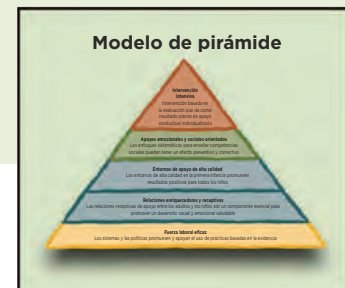 Modelo de pirámide
Intervención
intensiva
Intervención basada en
la evaluación que da como
resultado planes de apoyo
conductual individualizado
Apoyos emocionales y sociales orientados
Los enfoques sistemáticos para enseñar competencias
sociales pueden tener un efecto preventivo y correctivo
Entornos de apoyo de alta calidad
Los entornos de alta calidad en la primera infancia promueven
resultados positivos para todos los niños
Relaciones enriquecedoras y receptivas
Las relaciones receptivas de apoyo entre los adultos y los niños son un componente esencial para
promover un desarrollo social y emocional saludable
Fuerza laboral eficaz
Los sistemas y las políticas promueven y apoyan el uso de prácticas basadas en la evidencia